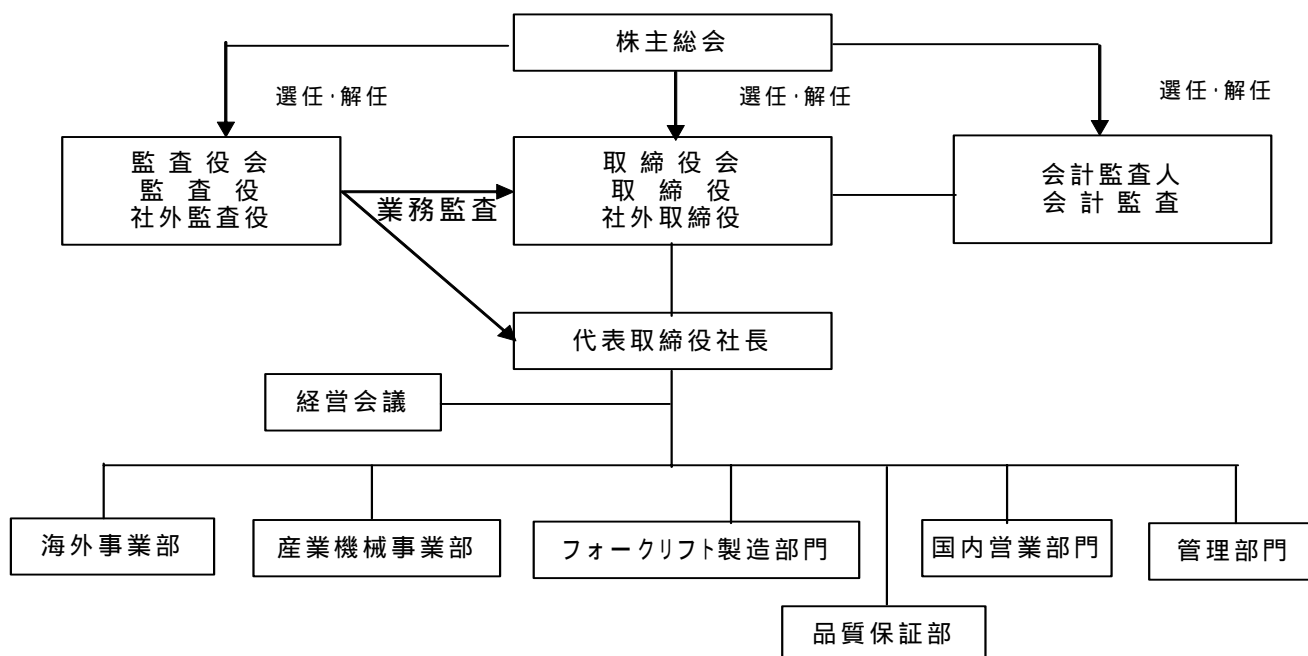 株主総会
選任・解任
選任・解任
選任・解任
監査役会
監査役
社外監査役
業務監査
取締役会
取締役
社外取締役
会計監査人
会計監査
代表取締役社長
経営会議
海外事業部
産業機械事業部
フォークリフト製造部門
国内営業部門
管理部門
品質保証部